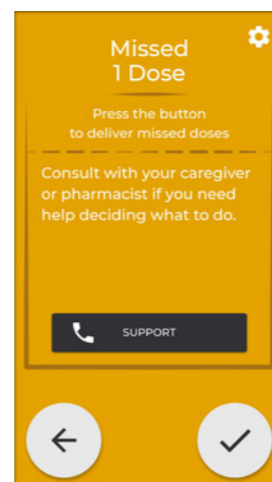 Missed
1 Dose
Press the button
to deliver missed doses
Consult with your caregiver
or pharmacist if you need
help deciding what to do.
SUPPORT